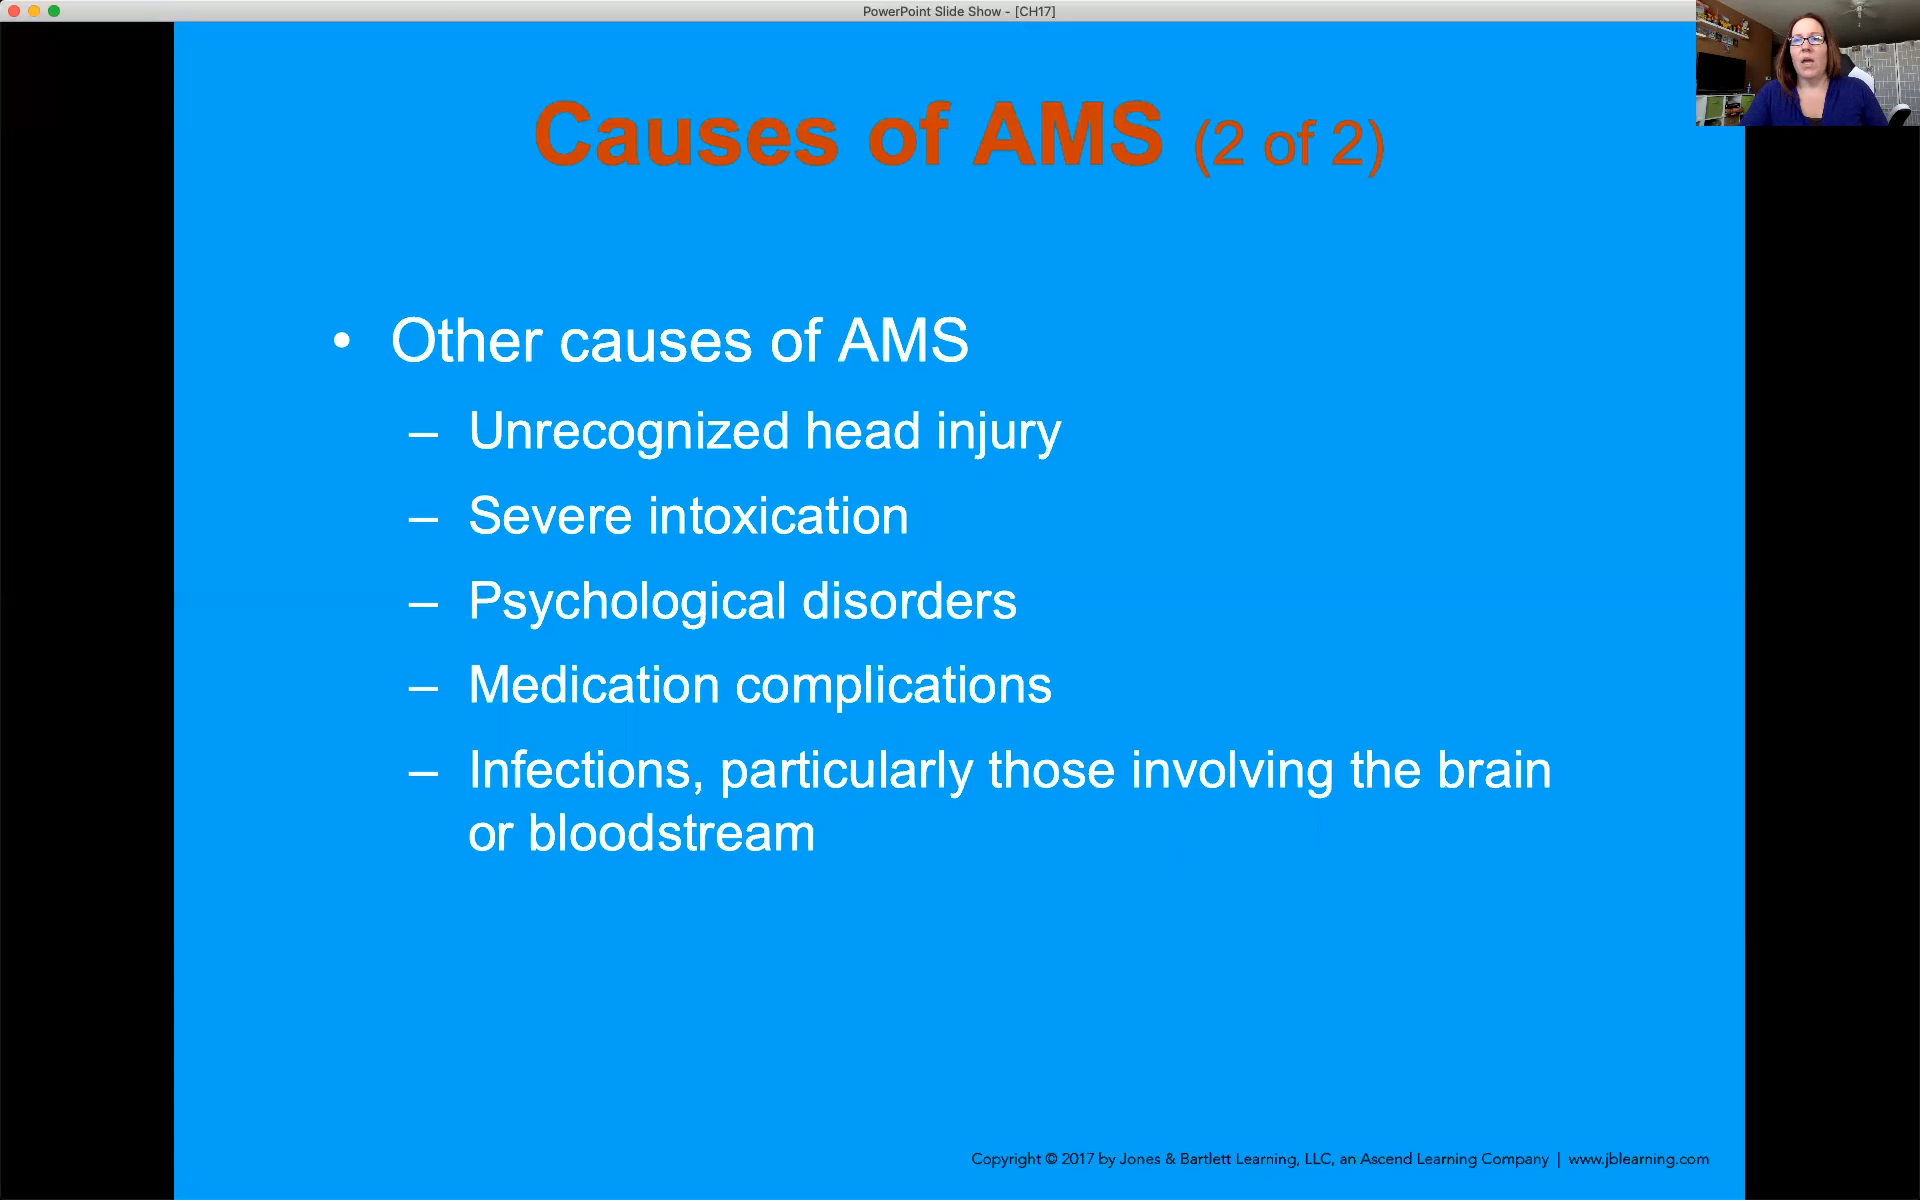 PowerPoint Slide Show - [CH17]
Causes of AMS (2 of 2)
• Other causes of AMS
– Unrecognized head injury
– Severe intoxication
– Psychological disorders
– Medication complications
– Infections, particularly those involving the brain
or bloodstream
Copyright © 2017 by Jones & Bartlett Learning, LLC, an Ascend Learning Company | www.jblearning.com